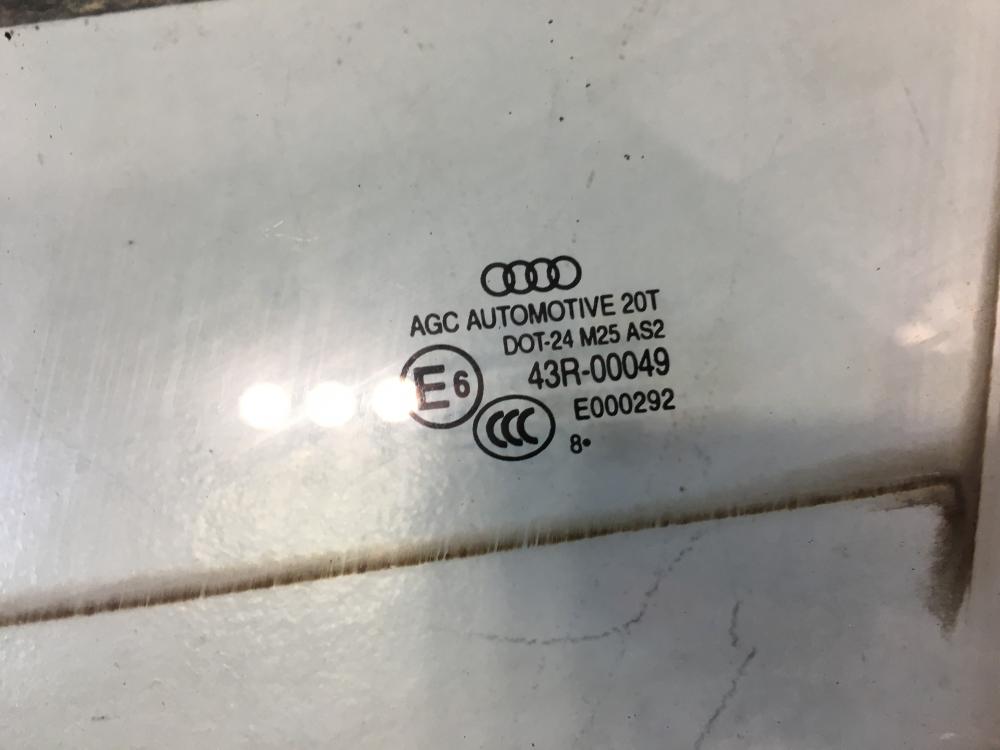 AGC AUTOMOTIVE 20T
DOT-24 M25 AS2
43R-00049
E6
E000292
CCC
8•